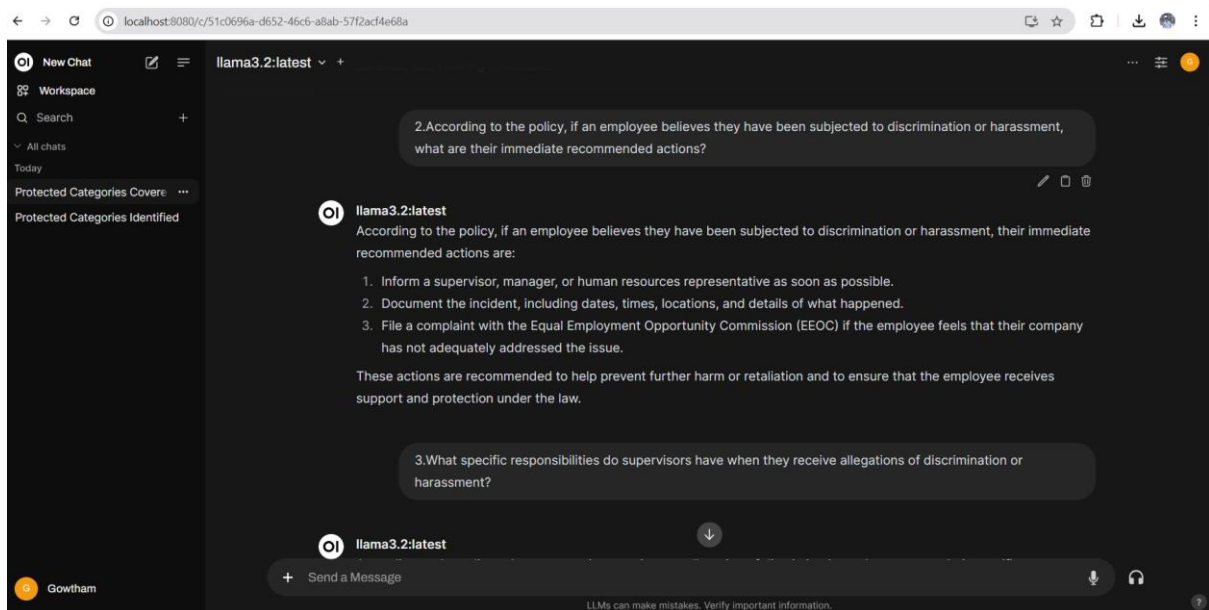 localhost:8080/c/51c0696a-d652-46c6-a8ab-57f2acf4e68a
OI New Chat
Workspace
Search
All chats
Today
Protected Categories Covere
Protected Categories Identified
G Gowtham
llama3.2:latest
G
2.According to the policy, if an employee believes they have been subjected to discrimination or harassment,
what are their immediate recommended actions?
OI llama3.2:latest
According to the policy, if an employee believes they have been subjected to discrimination or harassment, their immediate
recommended actions are:
1. Inform a supervisor, manager, or human resources representative as soon as possible.
2. Document the incident, including dates, times, locations, and details of what happened.
3. File a complaint with the Equal Employment Opportunity Commission (EEOC) if the employee feels that their company
has not adequately addressed the issue.
These actions are recommended to help prevent further harm or retaliation and to ensure that the employee receives
support and protection under the law.
3.What specific responsibilities do supervisors have when they receive allegations of discrimination or
harassment?
OI llama3.2:latest
+ Send a Message
LLMs can make mistakes. Verify important information.
?